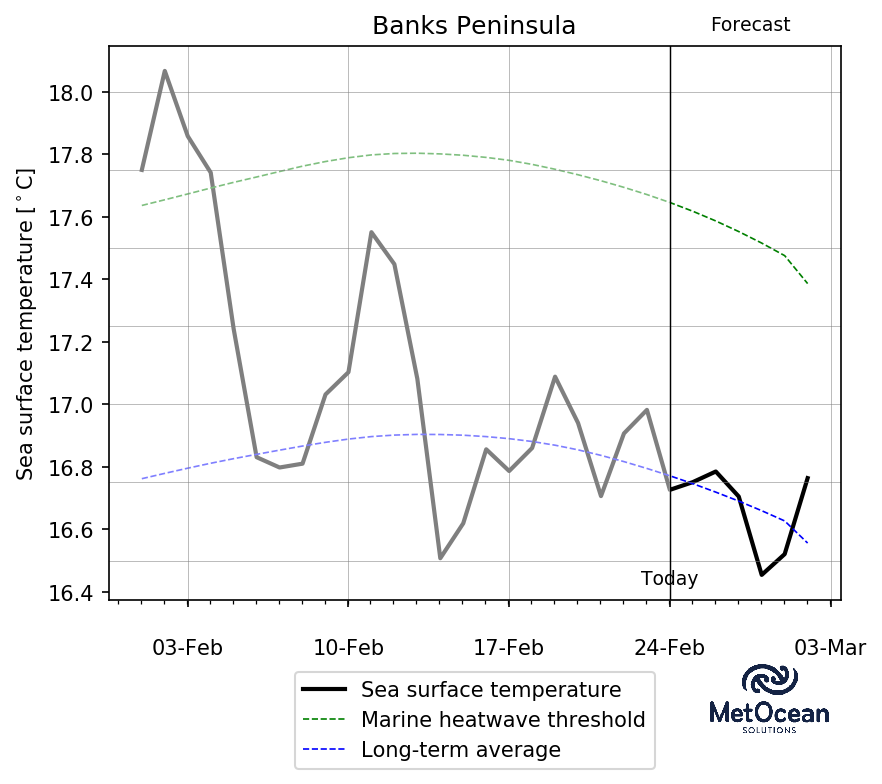 Banks Peninsula
Forecast
Sea surface temperature [°C]
18.0
17.8
17.6
17.4
17.2
17.0
16.8
16.6
16.4
Today
03-Feb
10-Feb
17-Feb
24-Feb
03-Mar
Sea surface temperature
Marine heatwave threshold
Long-term average
MetOcean
SOLUTIONS